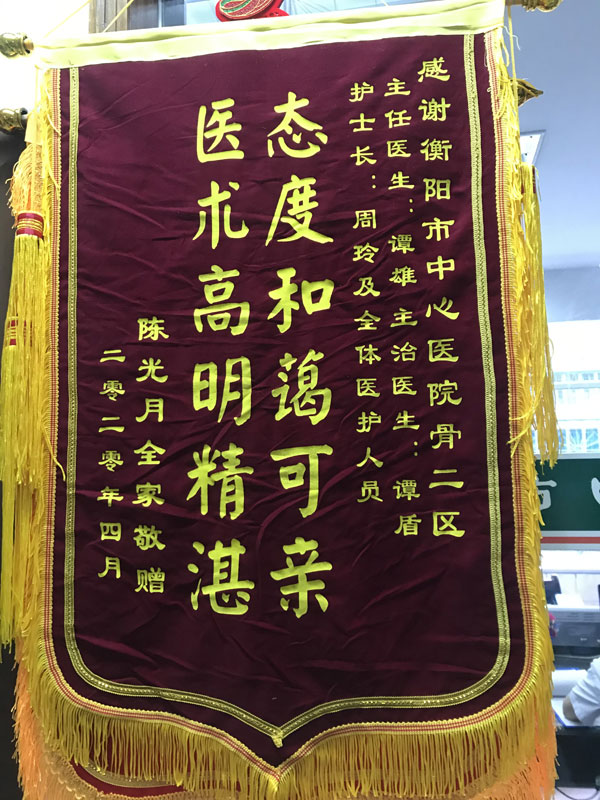 感谢衡阳市中心医院骨二区
主任医生：谭雄 主治医生：谭盾
护士长：周玲及全体医护人员
态度和蔼可亲
医术高明精湛
陈光月全家敬赠
二零二零年四月